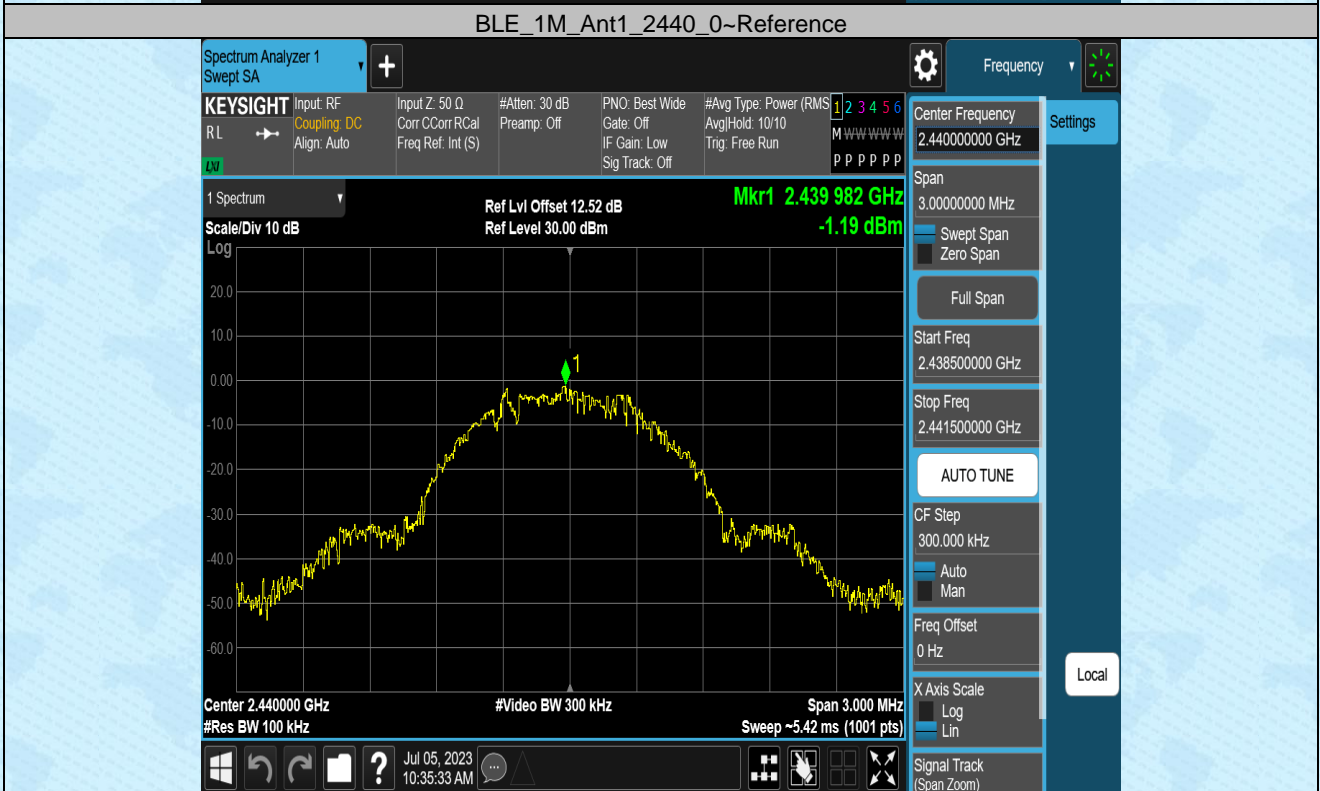 BLE_1M_Ant1_2440_0~Reference
Spectrum Analyzer 1
Swept SA
Frequency
KEYSIGHT
R L
LXI
Input: RF
Coupling: DC
Align: Auto
Input Z: 50 Ω
Corr CCorr RCal
Freq Ref: Int (S)
#Atten: 30 dB
Preamp: Off
PNO: Best Wide
Gate: Off
IF Gain: Low
Sig Track: Off
#Avg Type: Power (RMS
Avg|Hold: 10/10
Trig: Free Run
1 2 3 4 5 6
M W W W W W
P P P P P P
1 Spectrum
Scale/Div 10 dB
Log
Ref Lvl Offset 12.52 dB
Ref Level 30.00 dBm
Mkr1 2.439 982 GHz
-1.19 dBm
20.0
10.0
0.00
-10.0
-20.0
-30.0
-40.0
-50.0
-60.0
1
Center 2.440000 GHz
#Res BW 100 kHz
#Video BW 300 kHz
Span 3.000 MHz
Sweep ~5.42 ms (1001 pts)
Center Frequency
2.440000000 GHz
Settings
Span
3.00000000 MHz
Swept Span
Zero Span
Full Span
Start Freq
2.438500000 GHz
Stop Freq
2.441500000 GHz
AUTO TUNE
CF Step
300.000 kHz
Auto
Man
Freq Offset
0 Hz
X Axis Scale
Log
Lin
Local
Signal Track
(Span Zoom)
?
Jul 05, 2023
10:35:33 AM